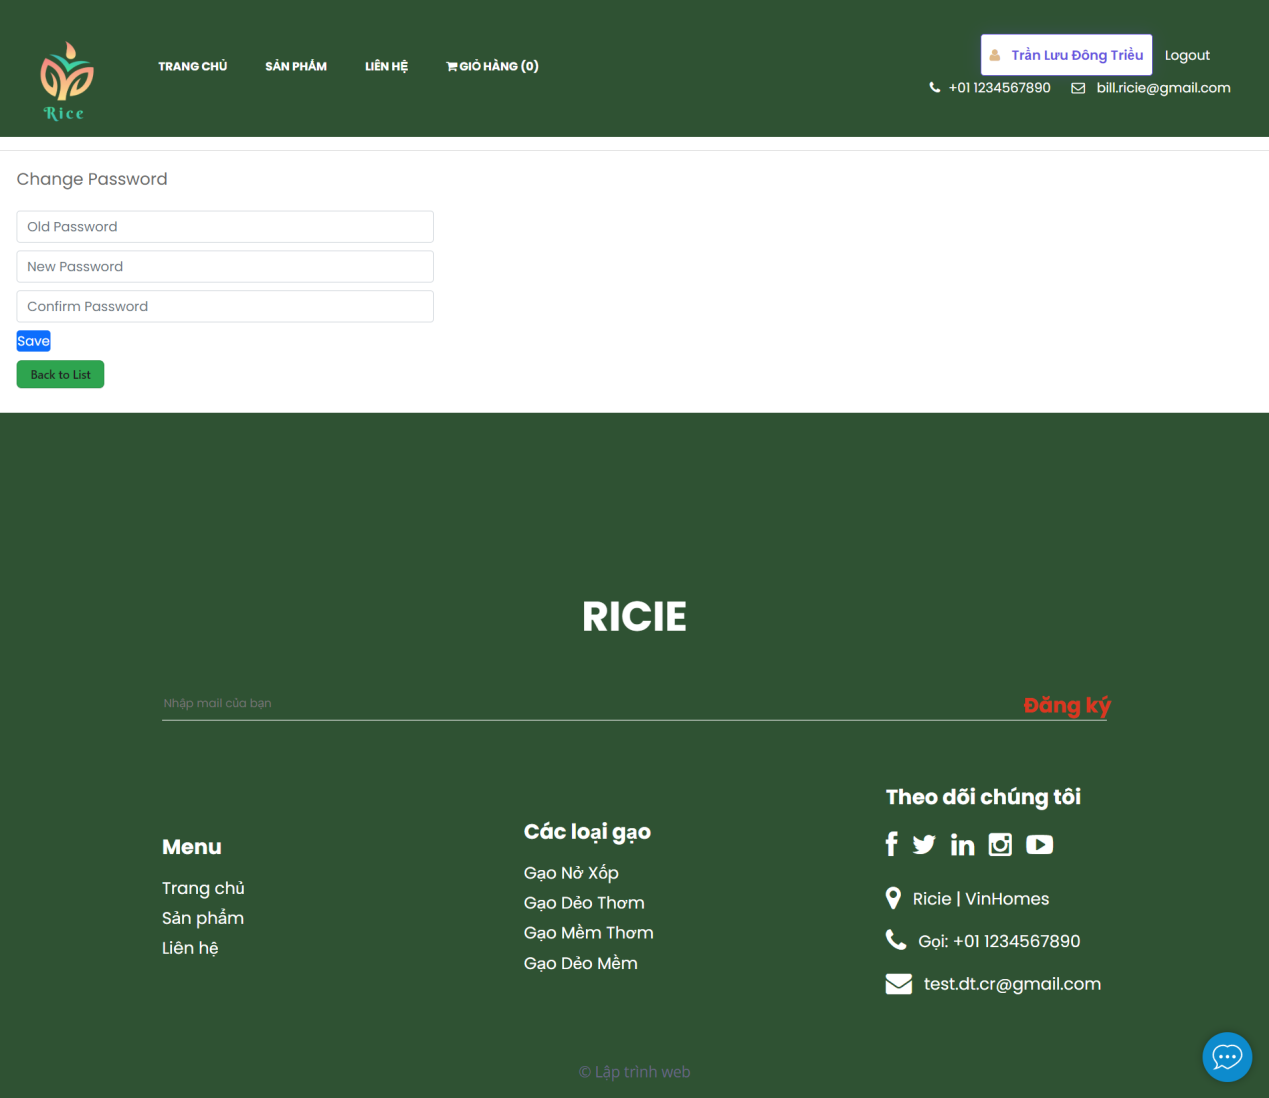 Rice
TRANG CHỦ
SẢN PHẨM
LIÊN HỆ
GIỎ HÀNG (0)
Trần Lưu Đông Triều
Logout
+01 1234567890
bill.ricie@gmail.com
Change Password
Old Password
New Password
Confirm Password
Save
Back to List
RICIE
Nhập mail của bạn
Đăng ký
Menu
Trang chủ
Sản phẩm
Liên hệ
Các loại gạo
Gạo Nở Xốp
Gạo Dẻo Thơm
Gạo Mềm Thơm
Gạo Dẻo Mềm
Theo dõi chúng tôi
Ricie | VinHomes
Gọi: +01 1234567890
test.dt.cr@gmail.com
© Lập trình web